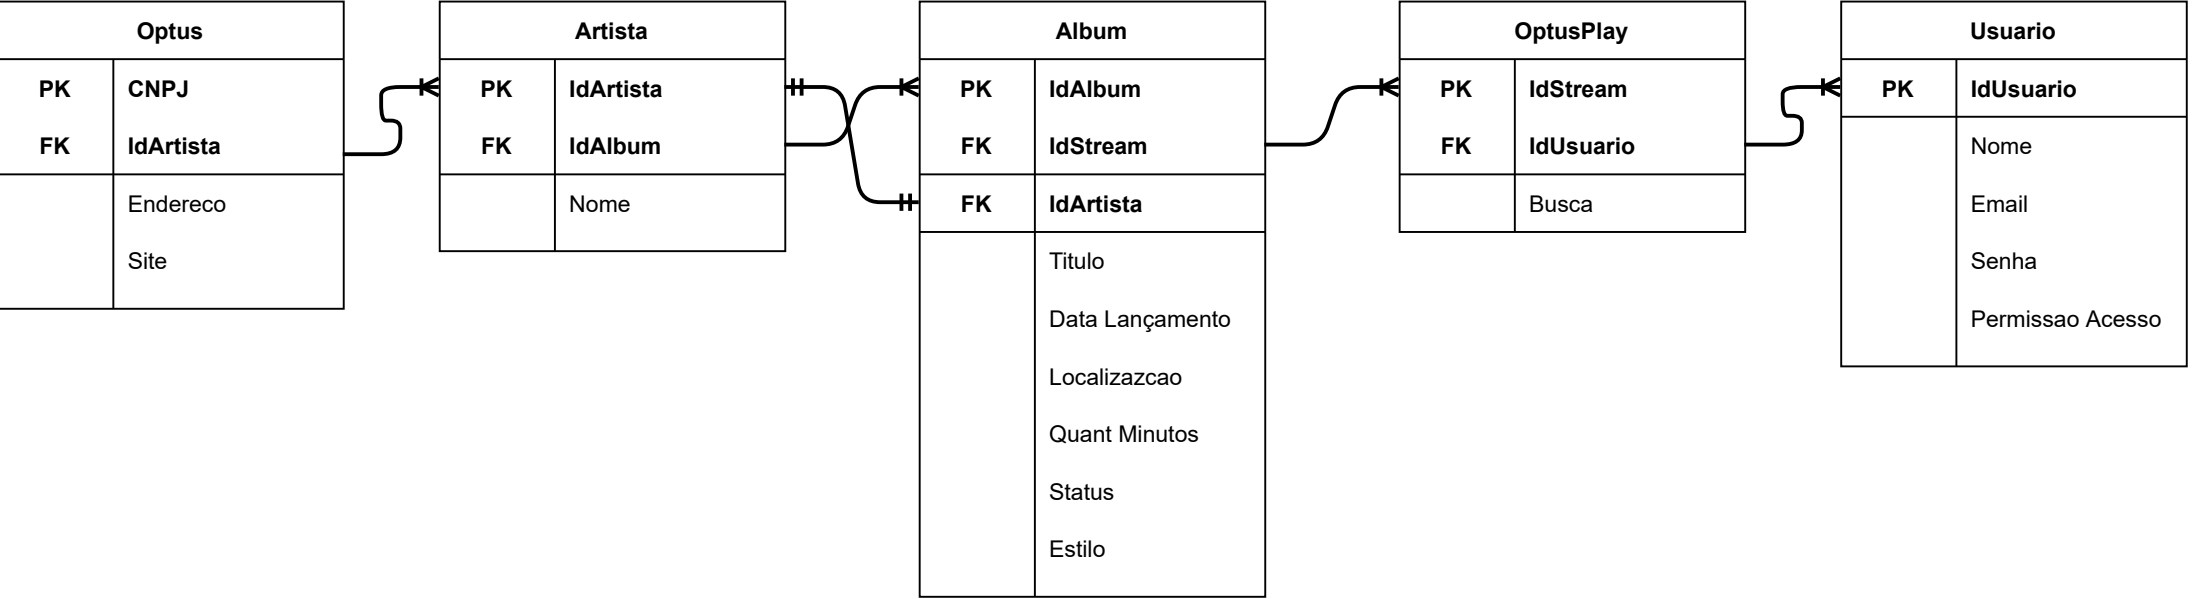 Optus
PK CNPJ
FK IdArtista
Endereco
Site
Artista
PK IdArtista
FK IdAlbum
Nome
Album
PK IdAlbum
FK IdStream
FK IdArtista
Titulo
Data Lançamento
Localizazcao
Quant Minutos
Status
Estilo
OptusPlay
PK IdStream
FK IdUsuario
Busca
Usuario
PK IdUsuario
Nome
Email
Senha
Permissao Acesso